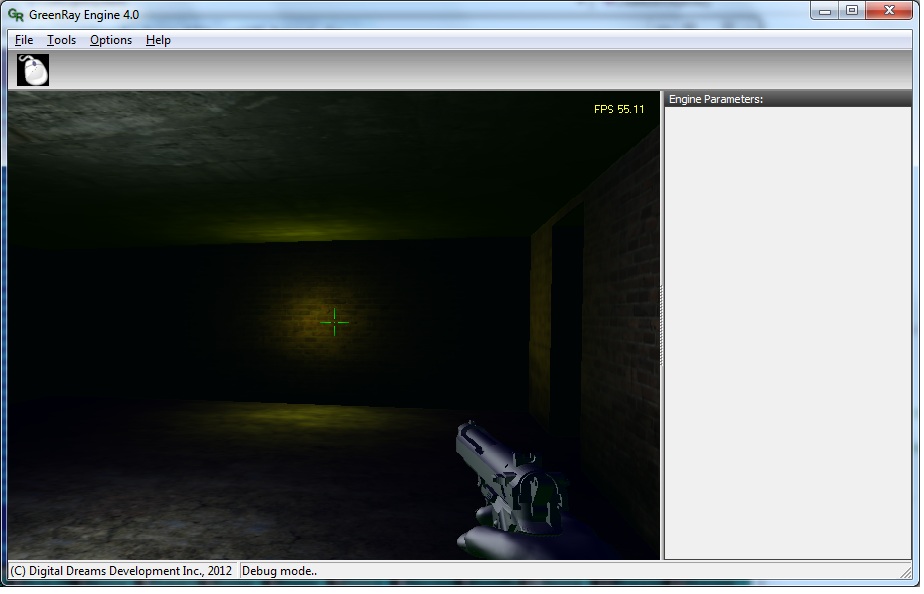 GR GreenRay Engine 4.0
File Tools Options Help
FPS 55.11
Engine Parameters:
(C) Digital Dreams Development Inc., 2012 Debug mode..